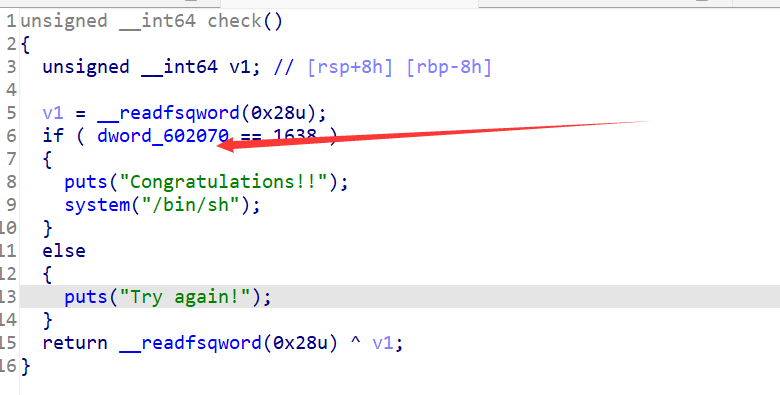 1 unsigned __int64 check()
2 {
3   unsigned __int64 v1; // [rsp+8h] [rbp-8h]
4
5   v1 = __readfsqword(0x28u);
6   if ( dword_602070 == 1638 )
7   {
8     puts("Congratulations!!");
9     system("/bin/sh");
10   }
11   else
12   {
13     puts("Try again!");
14   }
15   return __readfsqword(0x28u) ^ v1;
16 }